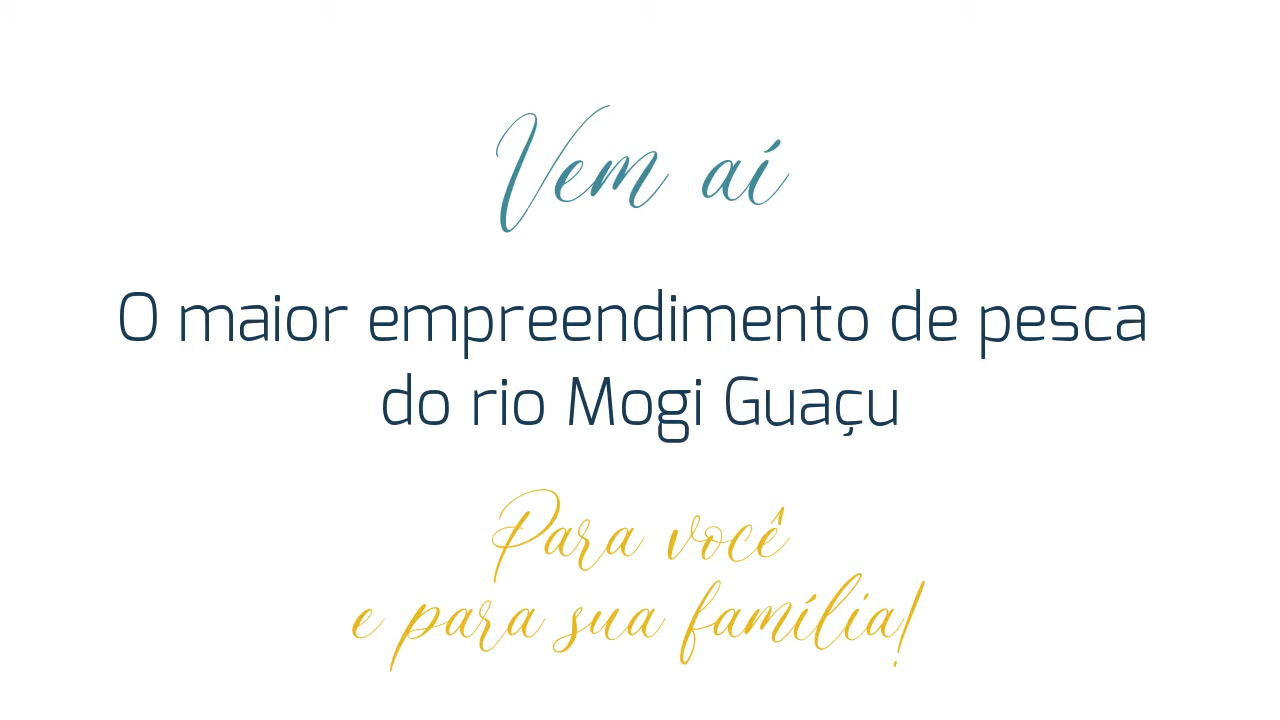 Vem aí
O maior empreendimento de pesca
do rio Mogi Guaçu
Para você
e para sua família!